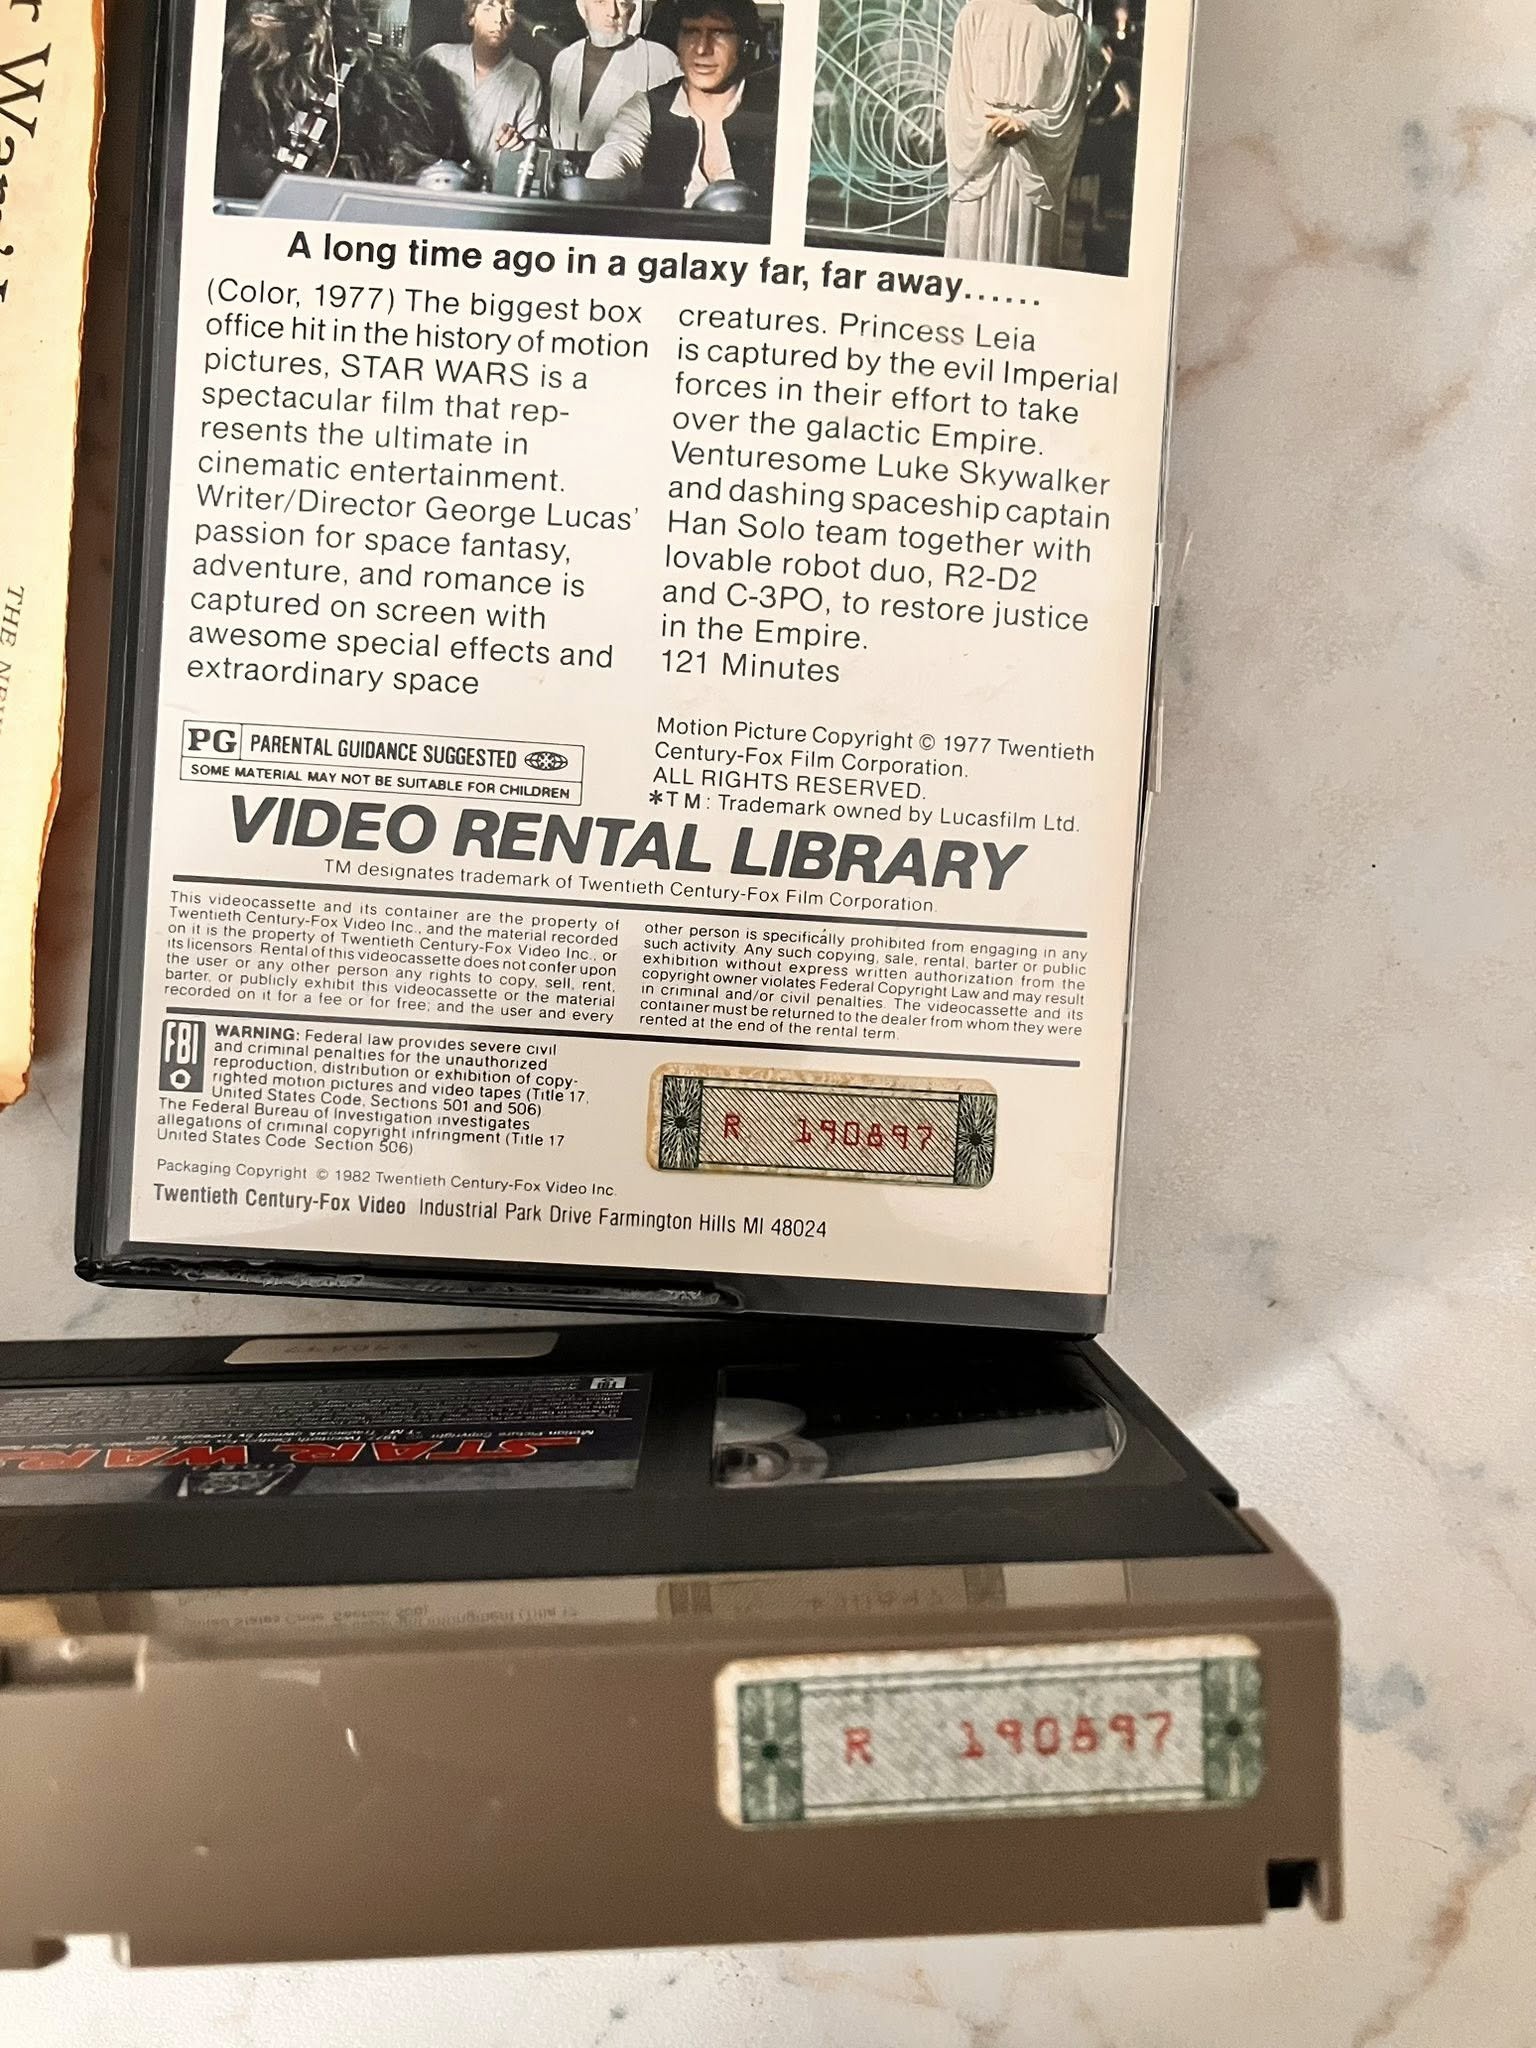 A long time ago in a galaxy far, far away......
(Color, 1977) The biggest box
office hit in the history of motion
pictures, STAR WARS is a
spectacular film that rep-
resents the ultimate in
cinematic entertainment.
Writer/Director George Lucas'
passion for space fantasy,
adventure, and romance is
captured on screen with
awesome special effects and
extraordinary space
creatures. Princess Leia
is captured by the evil Imperial
forces in their effort to take
over the galactic Empire.
Venturesome Luke Skywalker
and dashing spaceship captain
Han Solo team together with
lovable robot duo, R2-D2
and C-3PO, to restore justice
in the Empire.
121 Minutes
PG PARENTAL GUIDANCE SUGGESTED
SOME MATERIAL MAY NOT BE SUITABLE FOR CHILDREN
Motion Picture Copyright © 1977 Twentieth
Century-Fox Film Corporation.
ALL RIGHTS RESERVED.
*TM: Trademark owned by Lucasfilm Ltd.
VIDEO RENTAL LIBRARY
TM designates trademark of Twentieth Century-Fox Film Corporation.
This videocassette and its container are the property of
Twentieth Century-Fox Video Inc., and the material recorded
on it is the property of Twentieth Century-Fox Video Inc., or
its licensors. Rental of this videocassette does not confer upon
the user or any other person any rights to copy, sell, rent,
barter, or publicly exhibit this videocassette or the material
recorded on it for a fee or for free; and the user and every
other person is specifically prohibited from engaging in any
such activity. Any such copying, sale, rental, barter or public
exhibition without express written authorization from the
copyright owner violates Federal Copyright Law and may result
in criminal and/or civil penalties. The videocassette and its
container must be returned to the dealer from whom they were
rented at the end of the rental term.
FBI
WARNING: Federal law provides severe civil
and criminal penalties for the unauthorized
reproduction, distribution or exhibition of copy-
righted motion pictures and video tapes (Title 17,
United States Code, Sections 501 and 506)
The Federal Bureau of Investigation investigates
allegations of criminal copyright infringment (Title 17
United States Code Section 506)
R 190897
Packaging Copyright © 1982 Twentieth Century-Fox Video Inc.
Twentieth Century-Fox Video Industrial Park Drive Farmington Hills MI 48024
R 190897
STAR WARS
R 190897
THE NEW